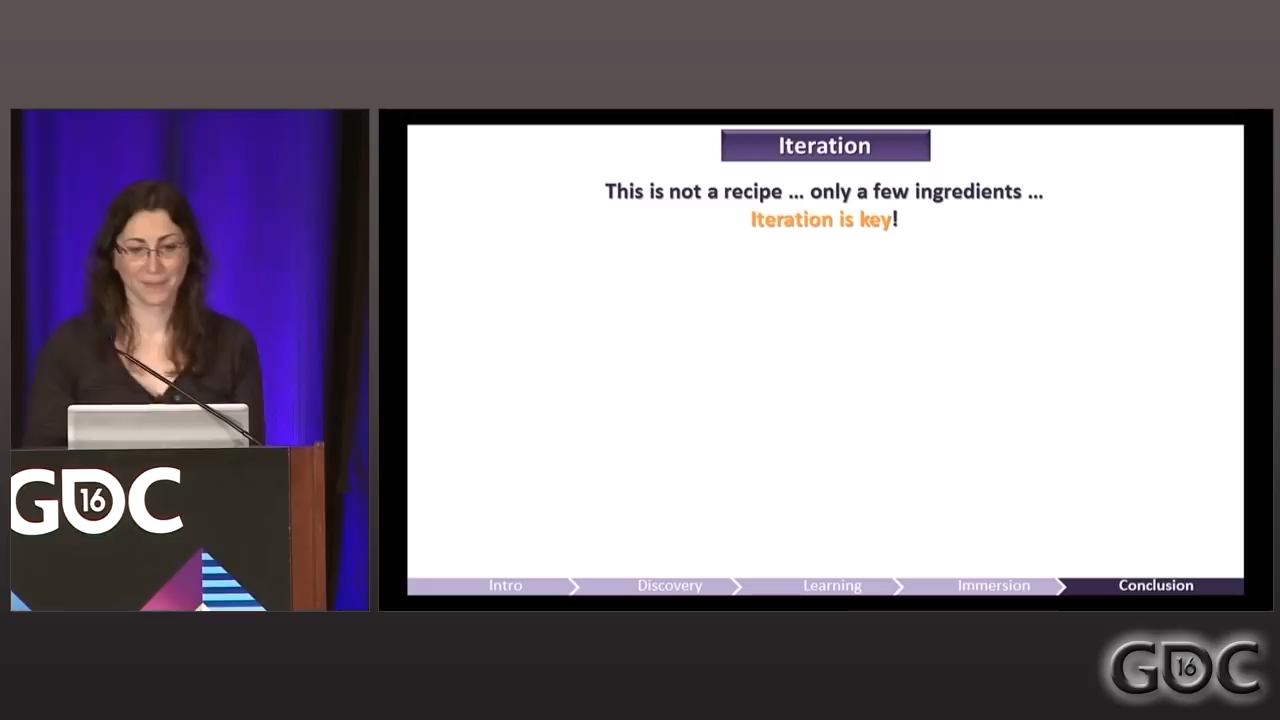 Iteration
This is not a recipe ... only a few ingredients ...
Iteration is key!
GDC 16
Intro Discovery Learning Immersion Conclusion
GDC 16